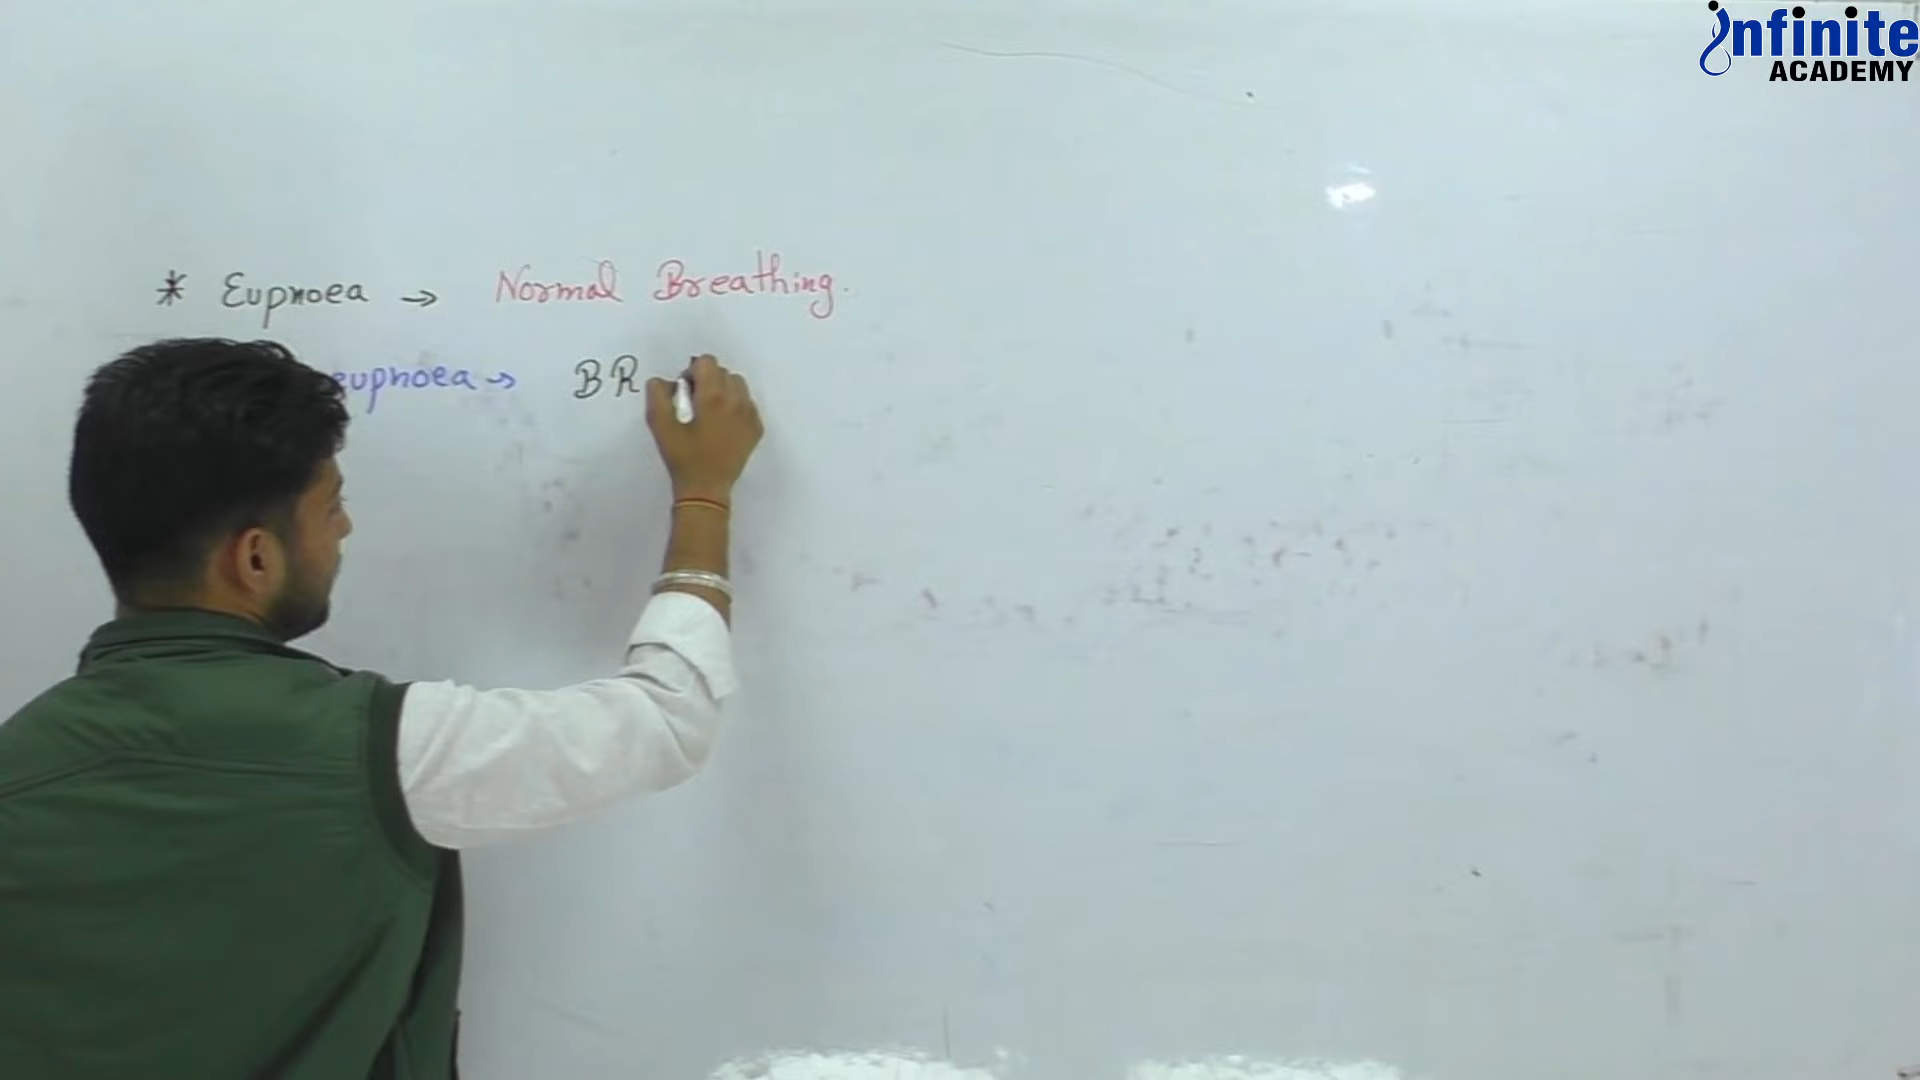 infinite
ACADEMY
* Eupnoea → Normal Breathing.
eupnoea → BR